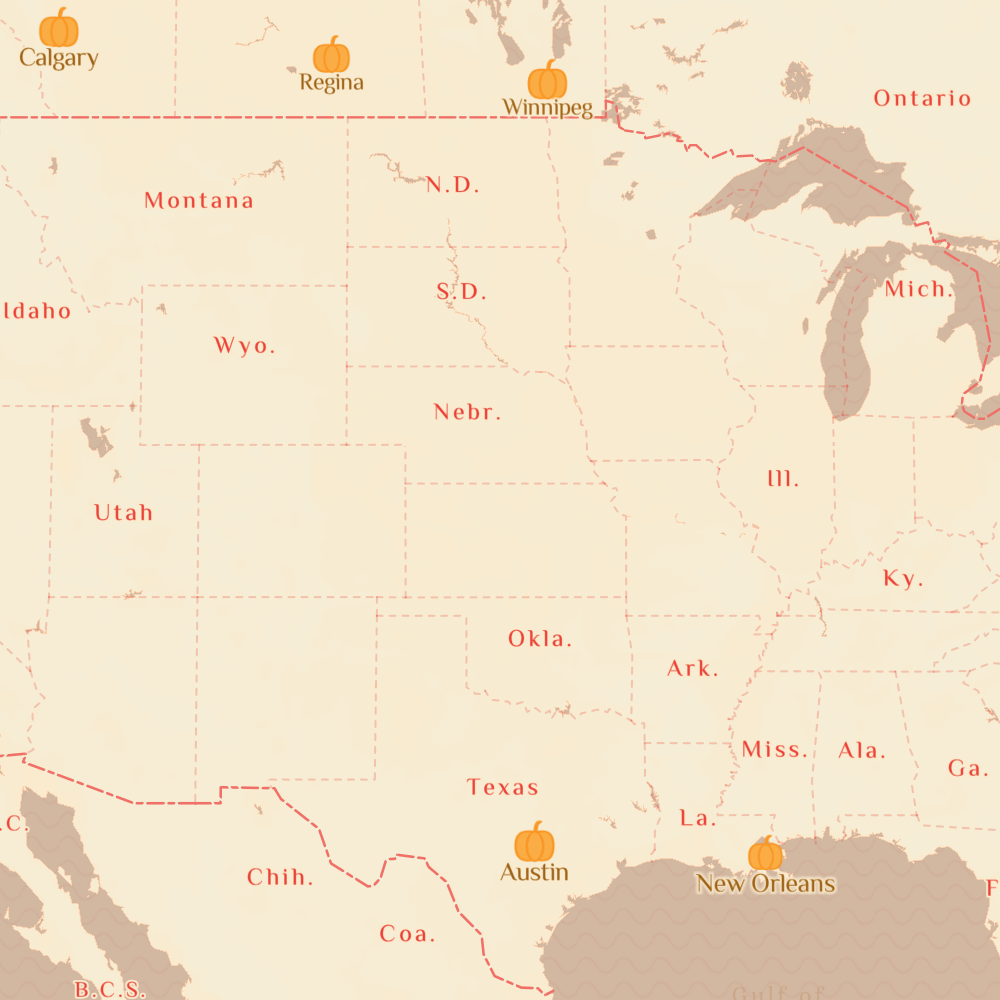 Calgary
Regina
Winnipeg
Ontario
Montana
N.D.
S.D.
Mich.
Idaho
Wyo.
Nebr.
Ill.
Utah
Ky.
Okla.
Ark.
Miss.
Ala.
Ga.
Texas
La.
.C.
Chih.
Austin
New Orleans
F
Coa.
B.C.S.
Gulf of